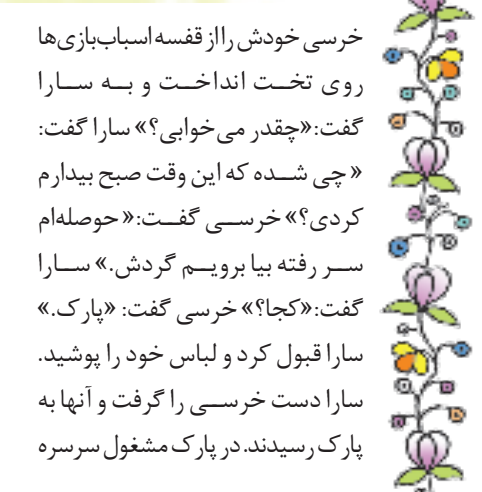 خرسی خودش را از قفسه اسباب‌بازی‌ها
روی تخت انداخت و به سارا
گفت:«چقدر می‌خوابی؟» سارا گفت:
«چی شده که این وقت صبح بیدارم
کردی؟» خرسی گفت:«حوصله‌ام
سر رفته بیا برویم گردش.» سارا
گفت:«کجا؟» خرسی گفت: «پارک.»
سارا قبول کرد و لباس خود را پوشید.
سارا دست خرسی را گرفت و آنها به
پارک رسیدند. در پارک مشغول سرسره